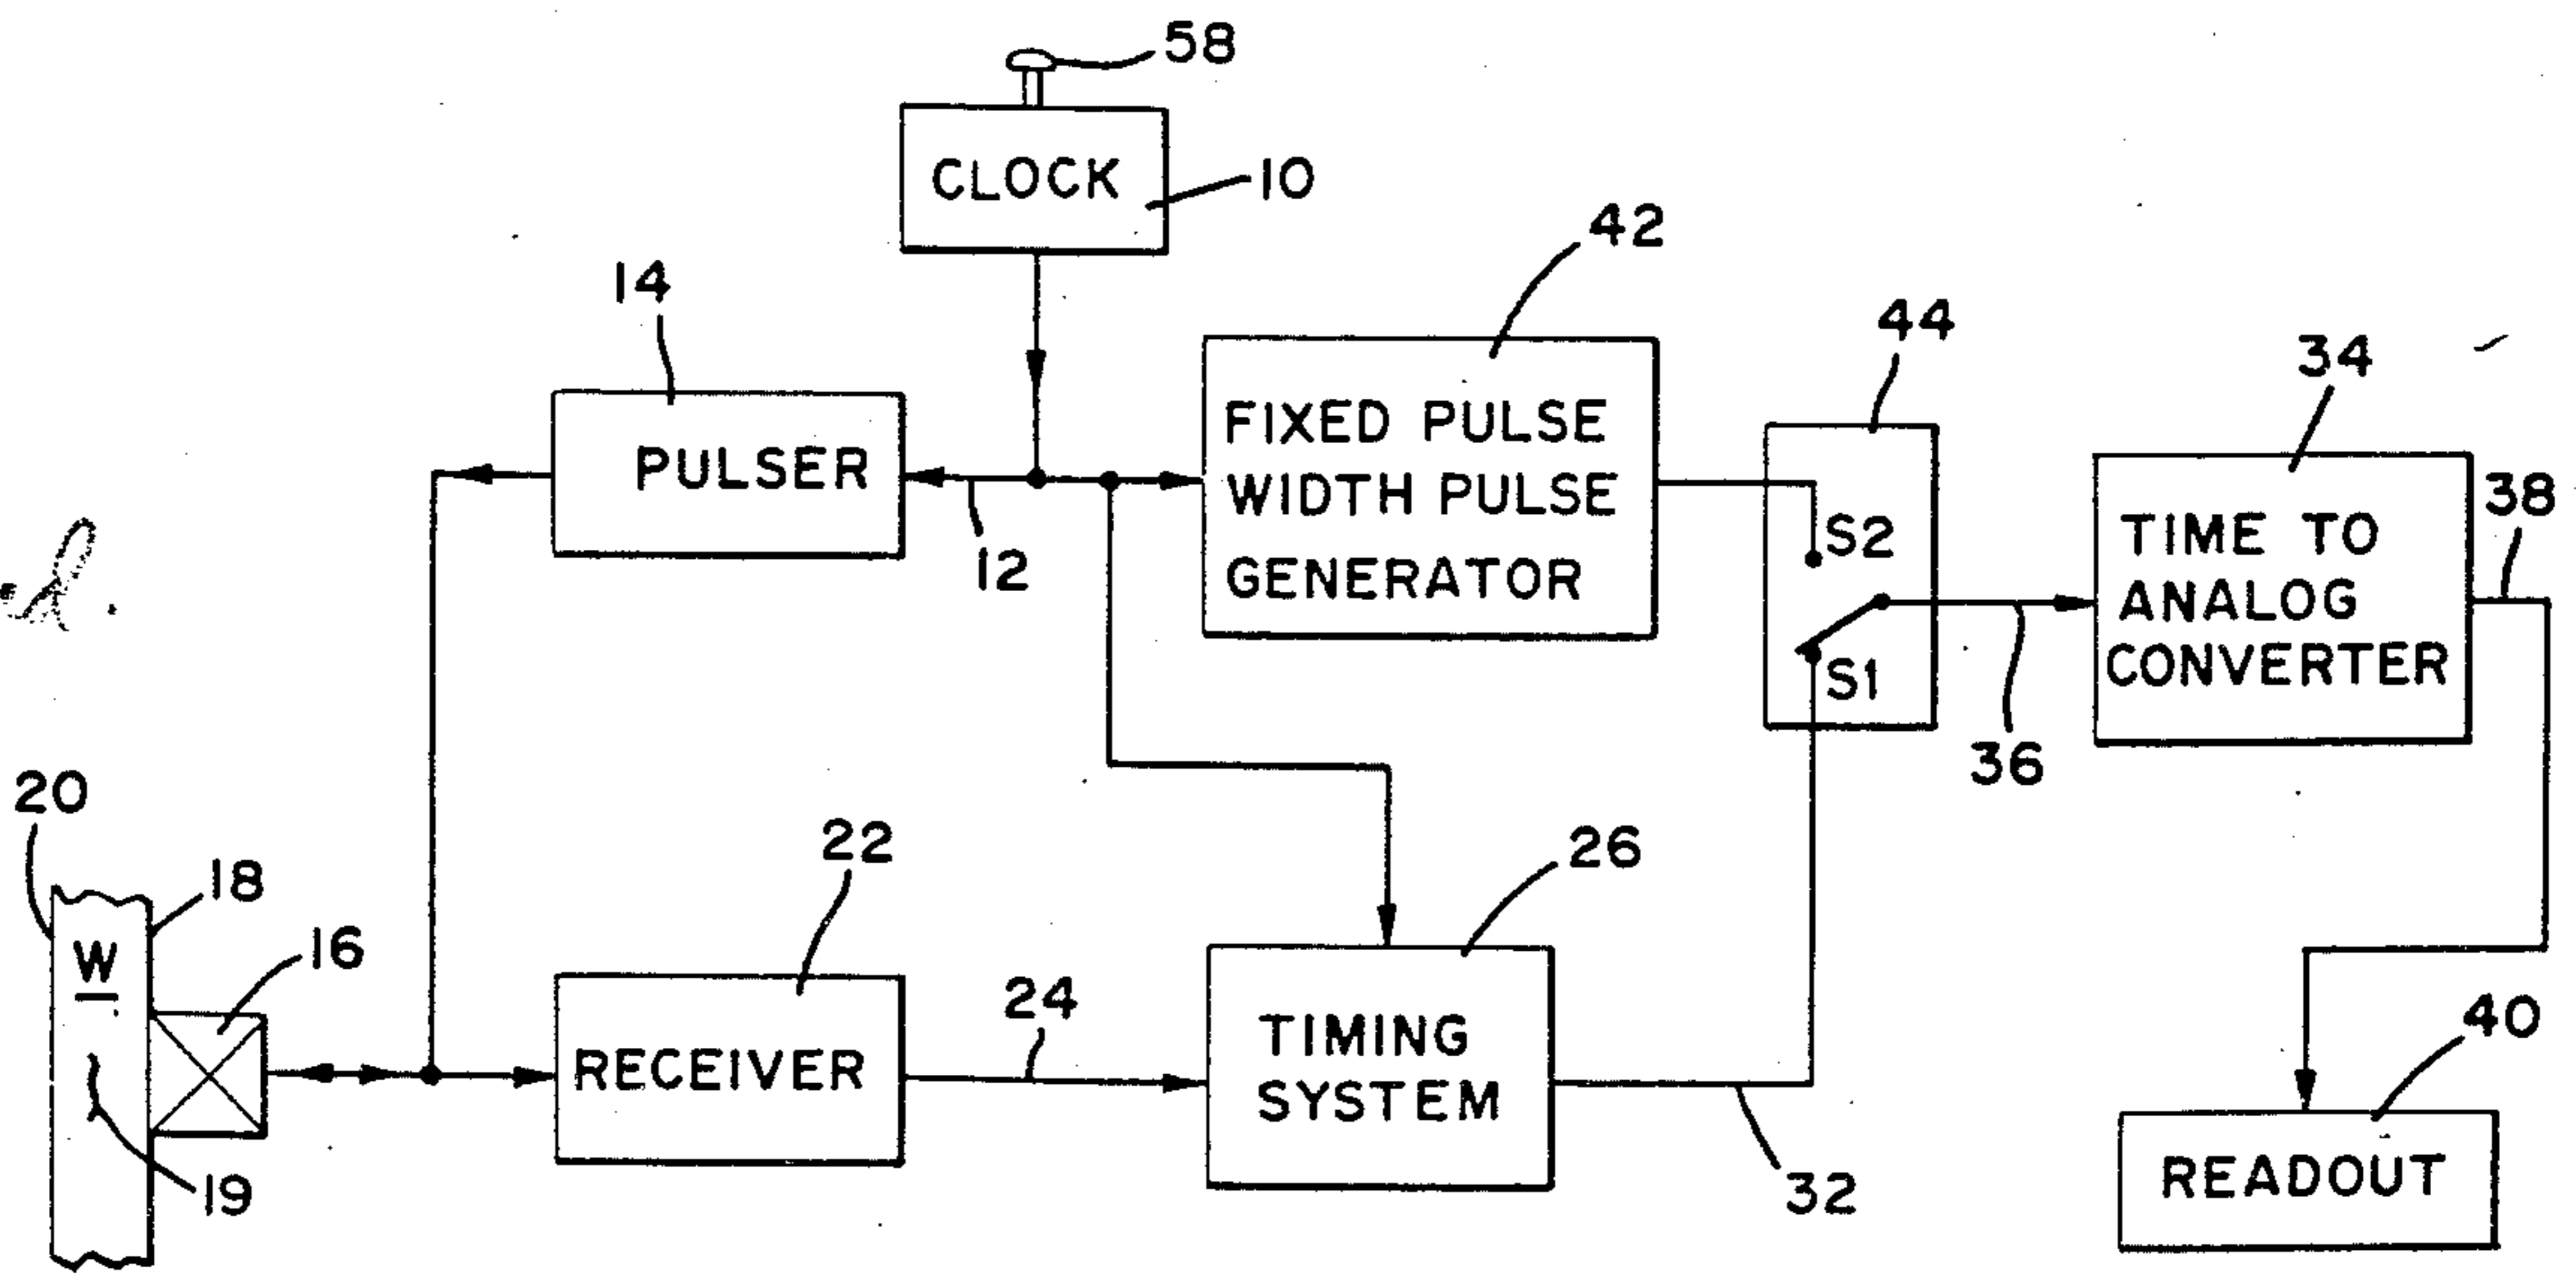 58
CLOCK
10
42
14
44
34
FIXED PULSE
WIDTH PULSE
GENERATOR
PULSER
12
38
S2
S1
TIME TO
ANALOG
CONVERTER
36
20
18
W
16
19
22
RECEIVER
24
26
TIMING
SYSTEM
32
40
READOUT